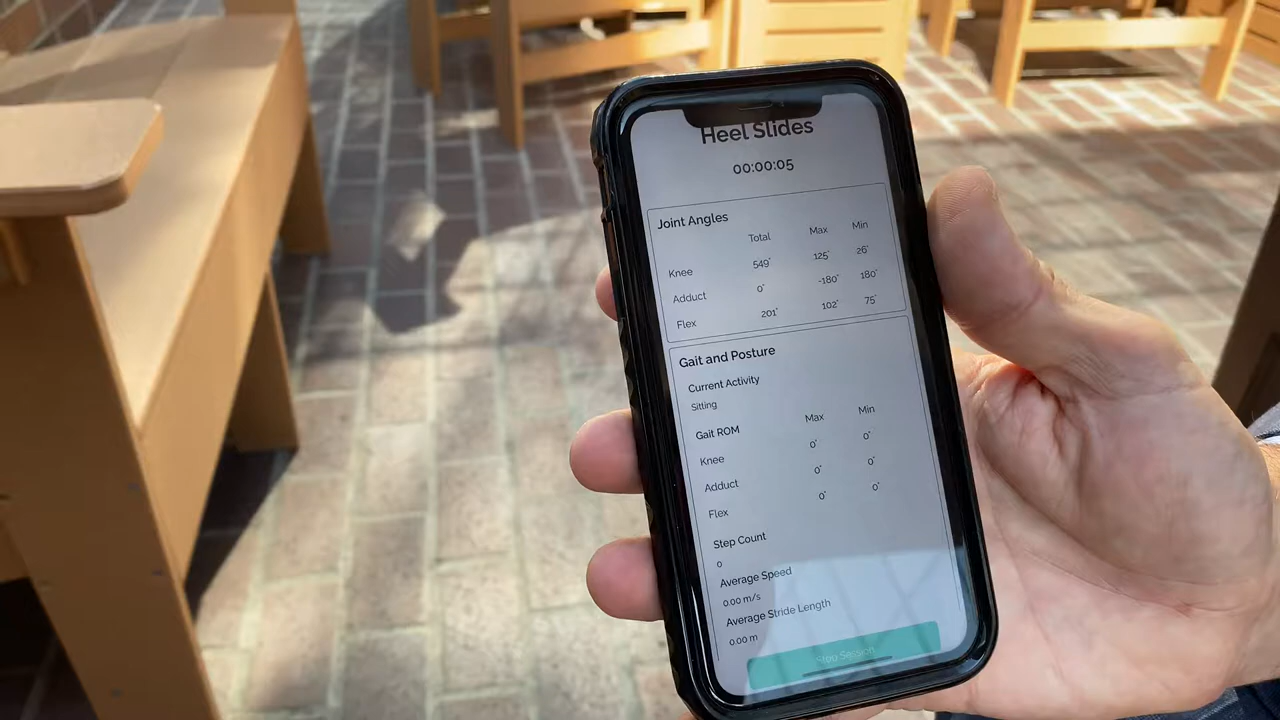 Heel Slides
00:00:05
Joint Angles
Total Max Min
Knee 549° 125° 26°
Adduct 0° -180° 180°
Flex 201° 102° 75°
Gait and Posture
Current Activity
Sitting
Gait ROM Max Min
Knee 0° 0°
Adduct 0° 0°
Flex 0° 0°
Step Count
0
Average Speed
0.00 m/s
Average Stride Length
0.00 m
Stop Session